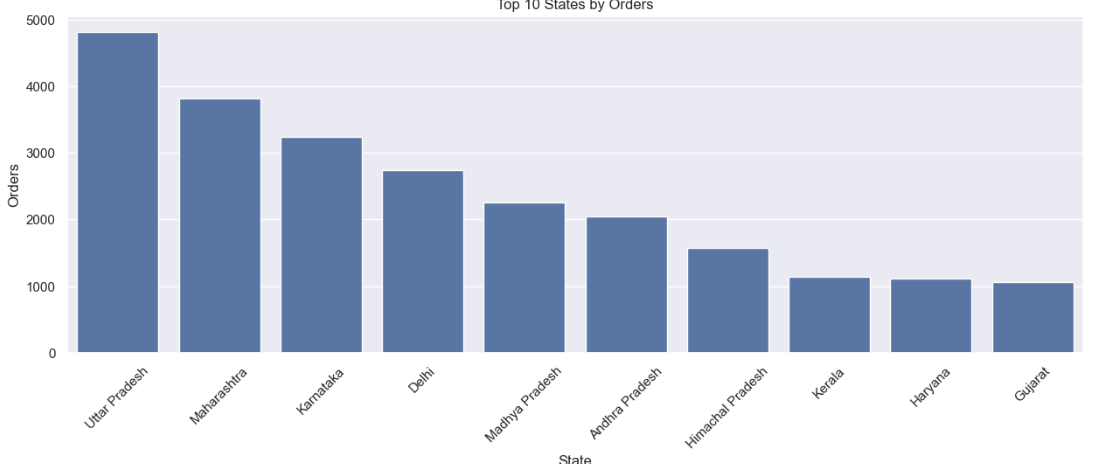 Top 10 States by Orders
5000
4000
3000
2000
1000
0
Orders
Uttar Pradesh
Maharashtra
Karnataka
Delhi
Madhya Pradesh
Andhra Pradesh
Himachal Pradesh
Kerala
Haryana
Gujarat
State